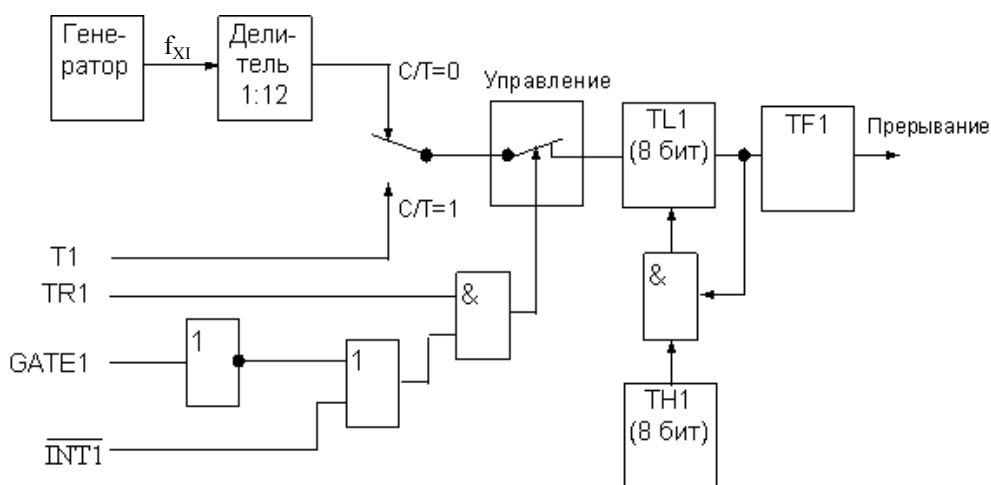 Гене-
ратор
fXI
Дели-
тель
1:12
C/T=0
Управление
TL1
(8 бит)
TF1
Прерывание
C/T=1
T1
TR1
&
&
GATE1
1
1
INT1
TH1
(8 бит)